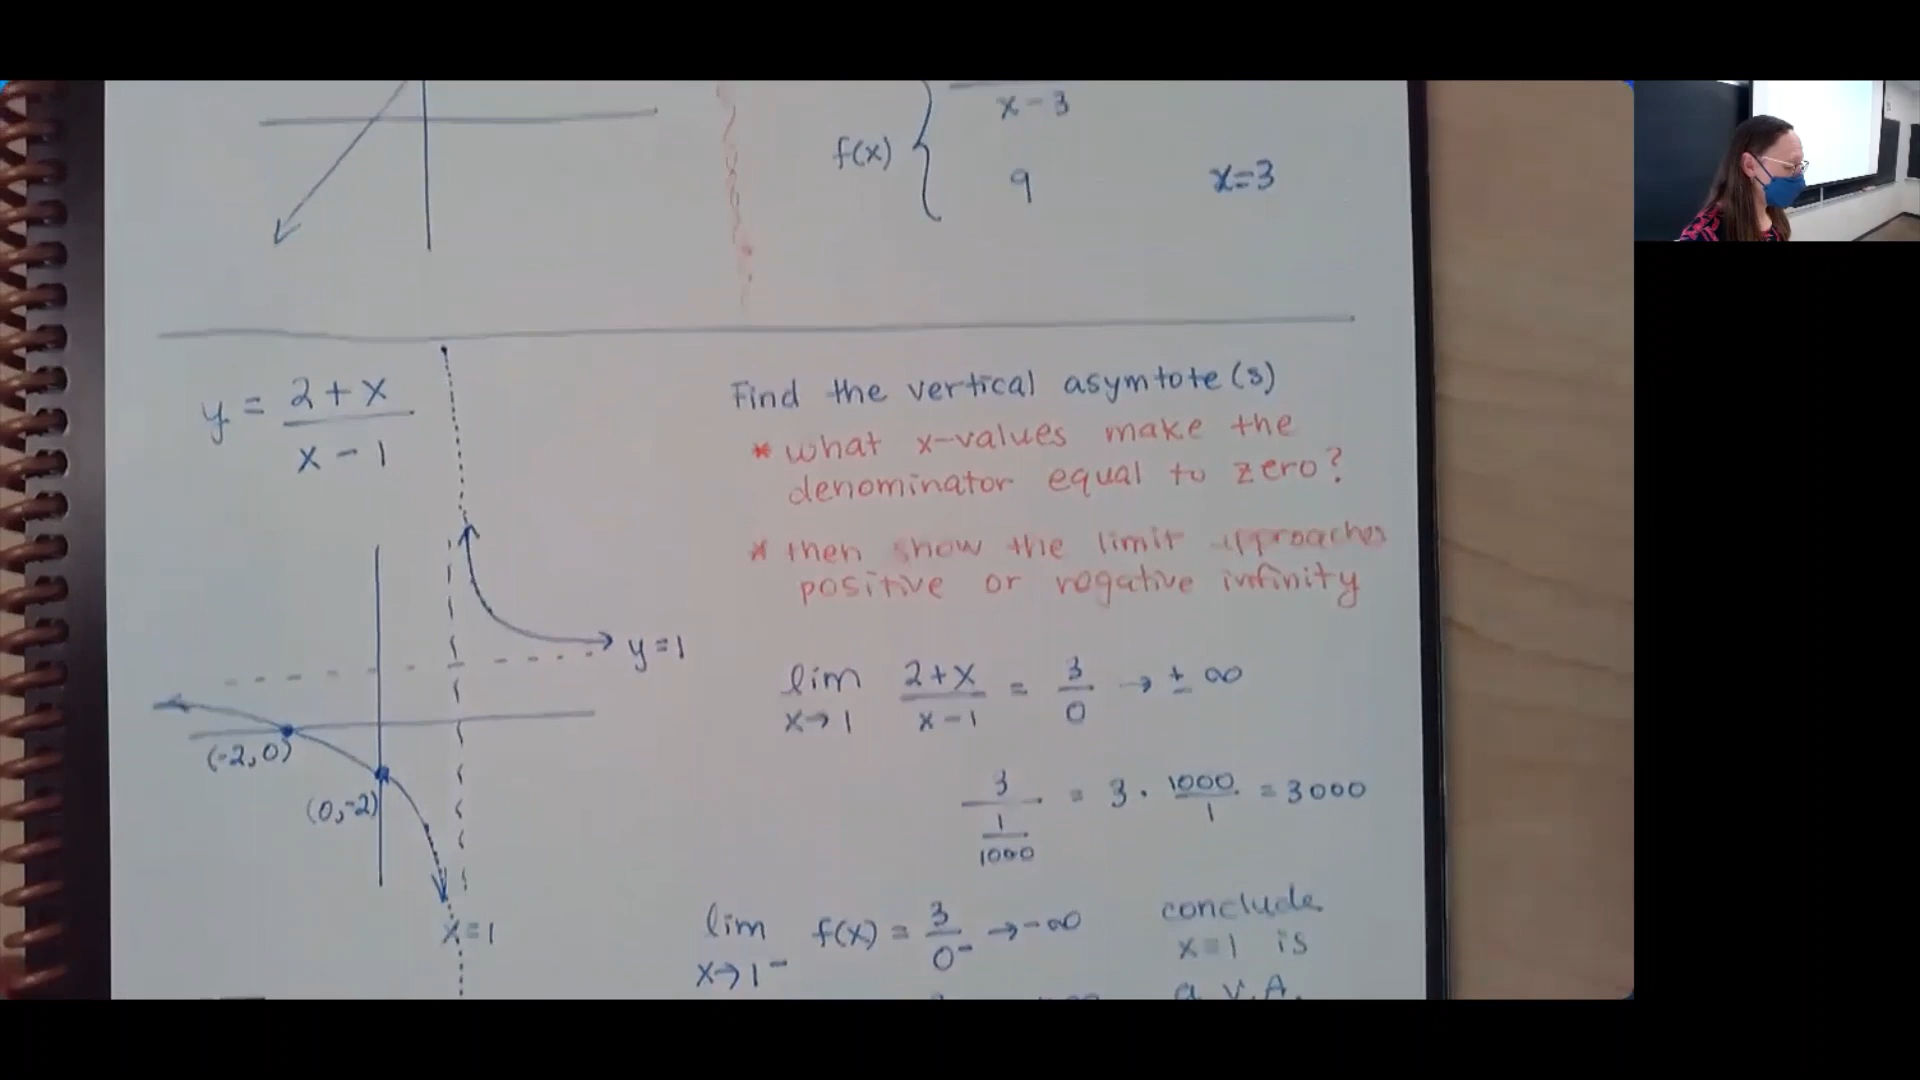 x-3
f(x)
9 x=3
y = 2+x / x-1
Find the vertical asymtote(s)
* what x-values make the
denominator equal to zero?
* then show the limit approaches
positive or negative infinity
y=1
lim x→1 2+x / x-1 = 3/0 → ± ∞
(-2,0)
(0,-2)
3 / 1/1000 = 3 · 1000/1 = 3000
x=1
lim x→1⁻ f(x) = 3/0⁻ → -∞
conclude
x=1 is
a V.A.